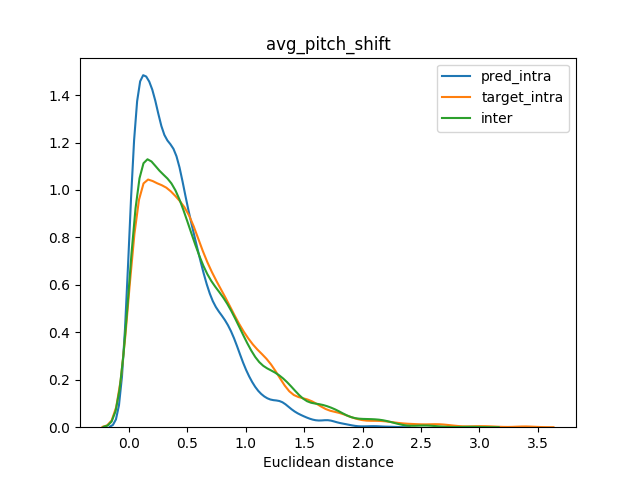 avg_pitch_shift
pred_intra
target_intra
inter
1.4
1.2
1.0
0.8
0.6
0.4
0.2
0.0
0.0 0.5 1.0 1.5 2.0 2.5 3.0 3.5
Euclidean distance